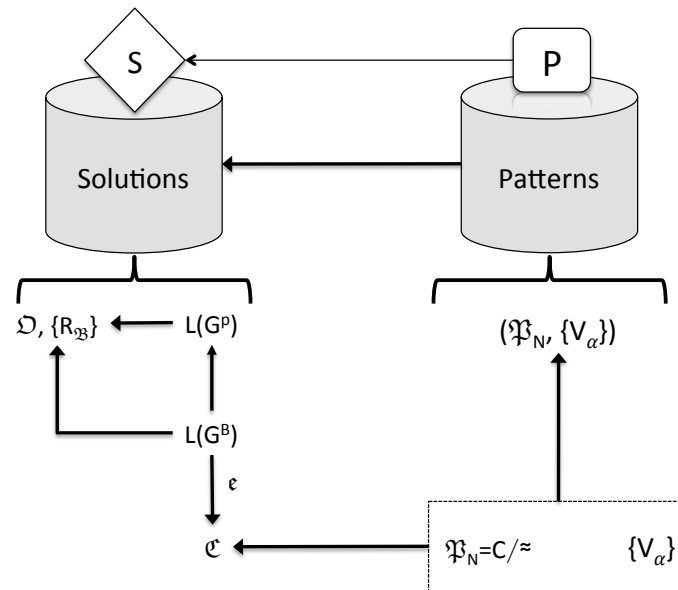 S P
Solutions Patterns
𝔒, {R𝔅} L(Gᵖ) (𝔓N, {Vα})
L(Gᴮ)
𝔢
ℭ 𝔓N=C/≈ {Vα}